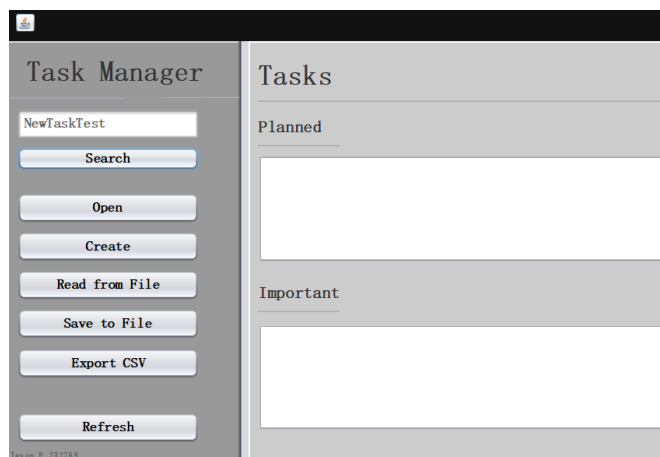 Task Manager
NewTaskTest
Search
Open
Create
Read from File
Save to File
Export CSV
Refresh
Tasks
Planned
Important